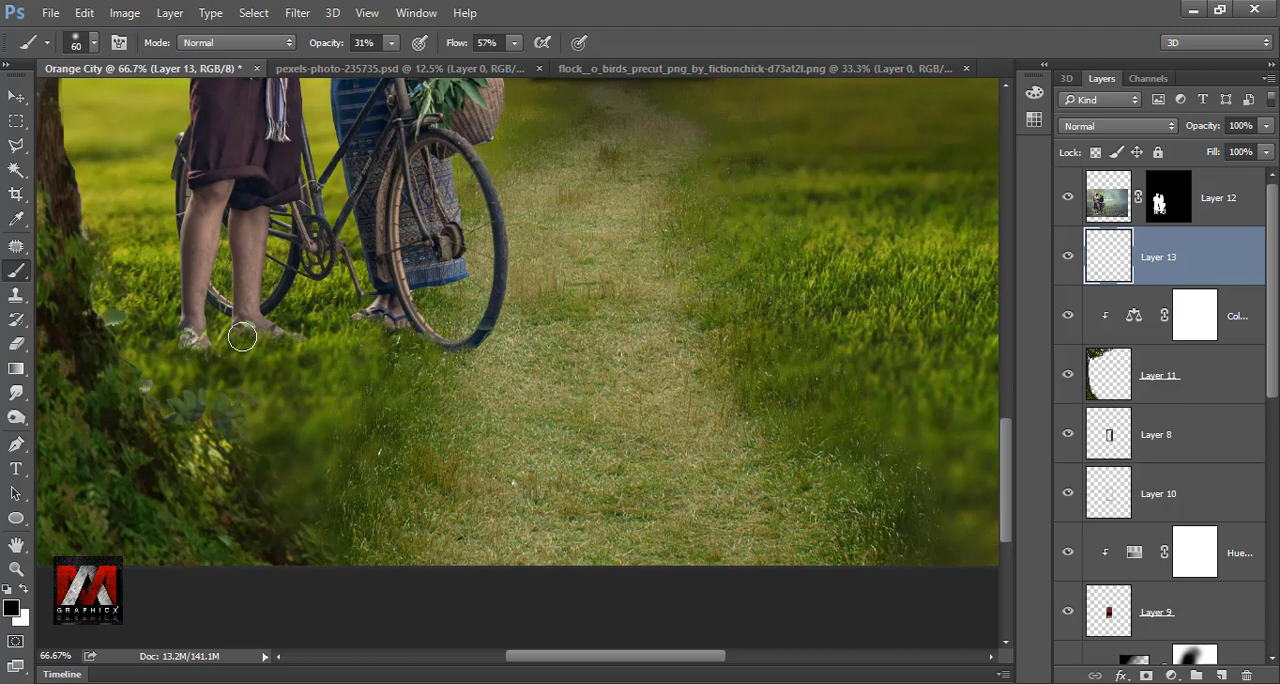 Ps File Edit Image Layer Type Select Filter 3D View Window Help
60 Mode: Normal Opacity: 31% Flow: 57% 3D
Orange City @ 66.7% (Layer 13, RGB/8) * × pexels-photo-235735.psd @ 12.5% (Layer 0, RGB/... × flock__o_birds_precut_png_by_fictionchick-d73at2l.png @ 33.3% (Layer 0, RGB/... ×
3D Layers Channels
Kind
Normal Opacity: 100%
Lock: Fill: 100%
Layer 12
Layer 13
Col...
Layer 11
Layer 8
Layer 10
Hue...
Layer 9
GRAPHICX
66.67% Doc: 13.2M/141.1M
Timeline